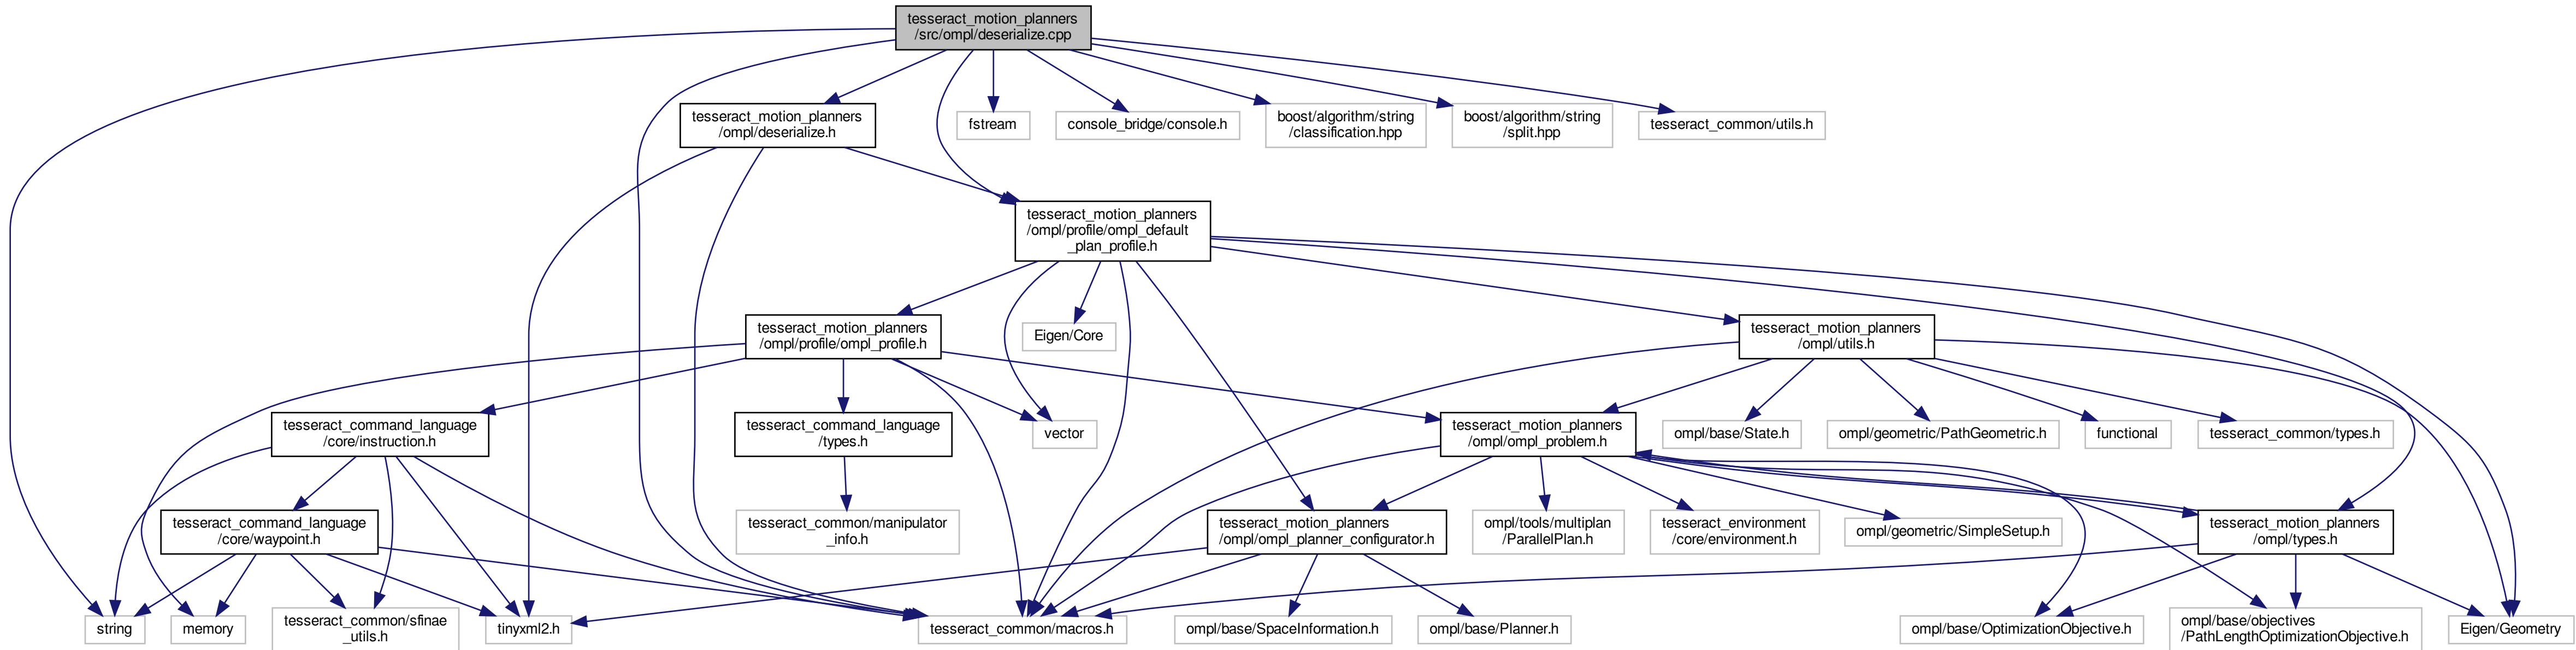 tesseract_motion_planners
/src/ompl/deserialize.cpp
tesseract_motion_planners
/ompl/deserialize.h
fstream
console_bridge/console.h
boost/algorithm/string
/classification.hpp
boost/algorithm/string
/split.hpp
tesseract_common/utils.h
tesseract_motion_planners
/ompl/profile/ompl_default
_plan_profile.h
tesseract_motion_planners
/ompl/profile/ompl_profile.h
Eigen/Core
tesseract_motion_planners
/ompl/utils.h
tesseract_command_language
/core/instruction.h
tesseract_command_language
/types.h
vector
tesseract_motion_planners
/ompl/ompl_problem.h
ompl/base/State.h
ompl/geometric/PathGeometric.h
functional
tesseract_common/types.h
tesseract_command_language
/core/waypoint.h
tesseract_common/manipulator
_info.h
tesseract_motion_planners
/ompl/ompl_planner_configurator.h
ompl/tools/multiplan
/ParallelPlan.h
tesseract_environment
/core/environment.h
ompl/geometric/SimpleSetup.h
tesseract_motion_planners
/ompl/types.h
string
memory
tesseract_common/sfinae
_utils.h
tinyxml2.h
tesseract_common/macros.h
ompl/base/SpaceInformation.h
ompl/base/Planner.h
ompl/base/OptimizationObjective.h
ompl/base/objectives
/PathLengthOptimizationObjective.h
Eigen/Geometry